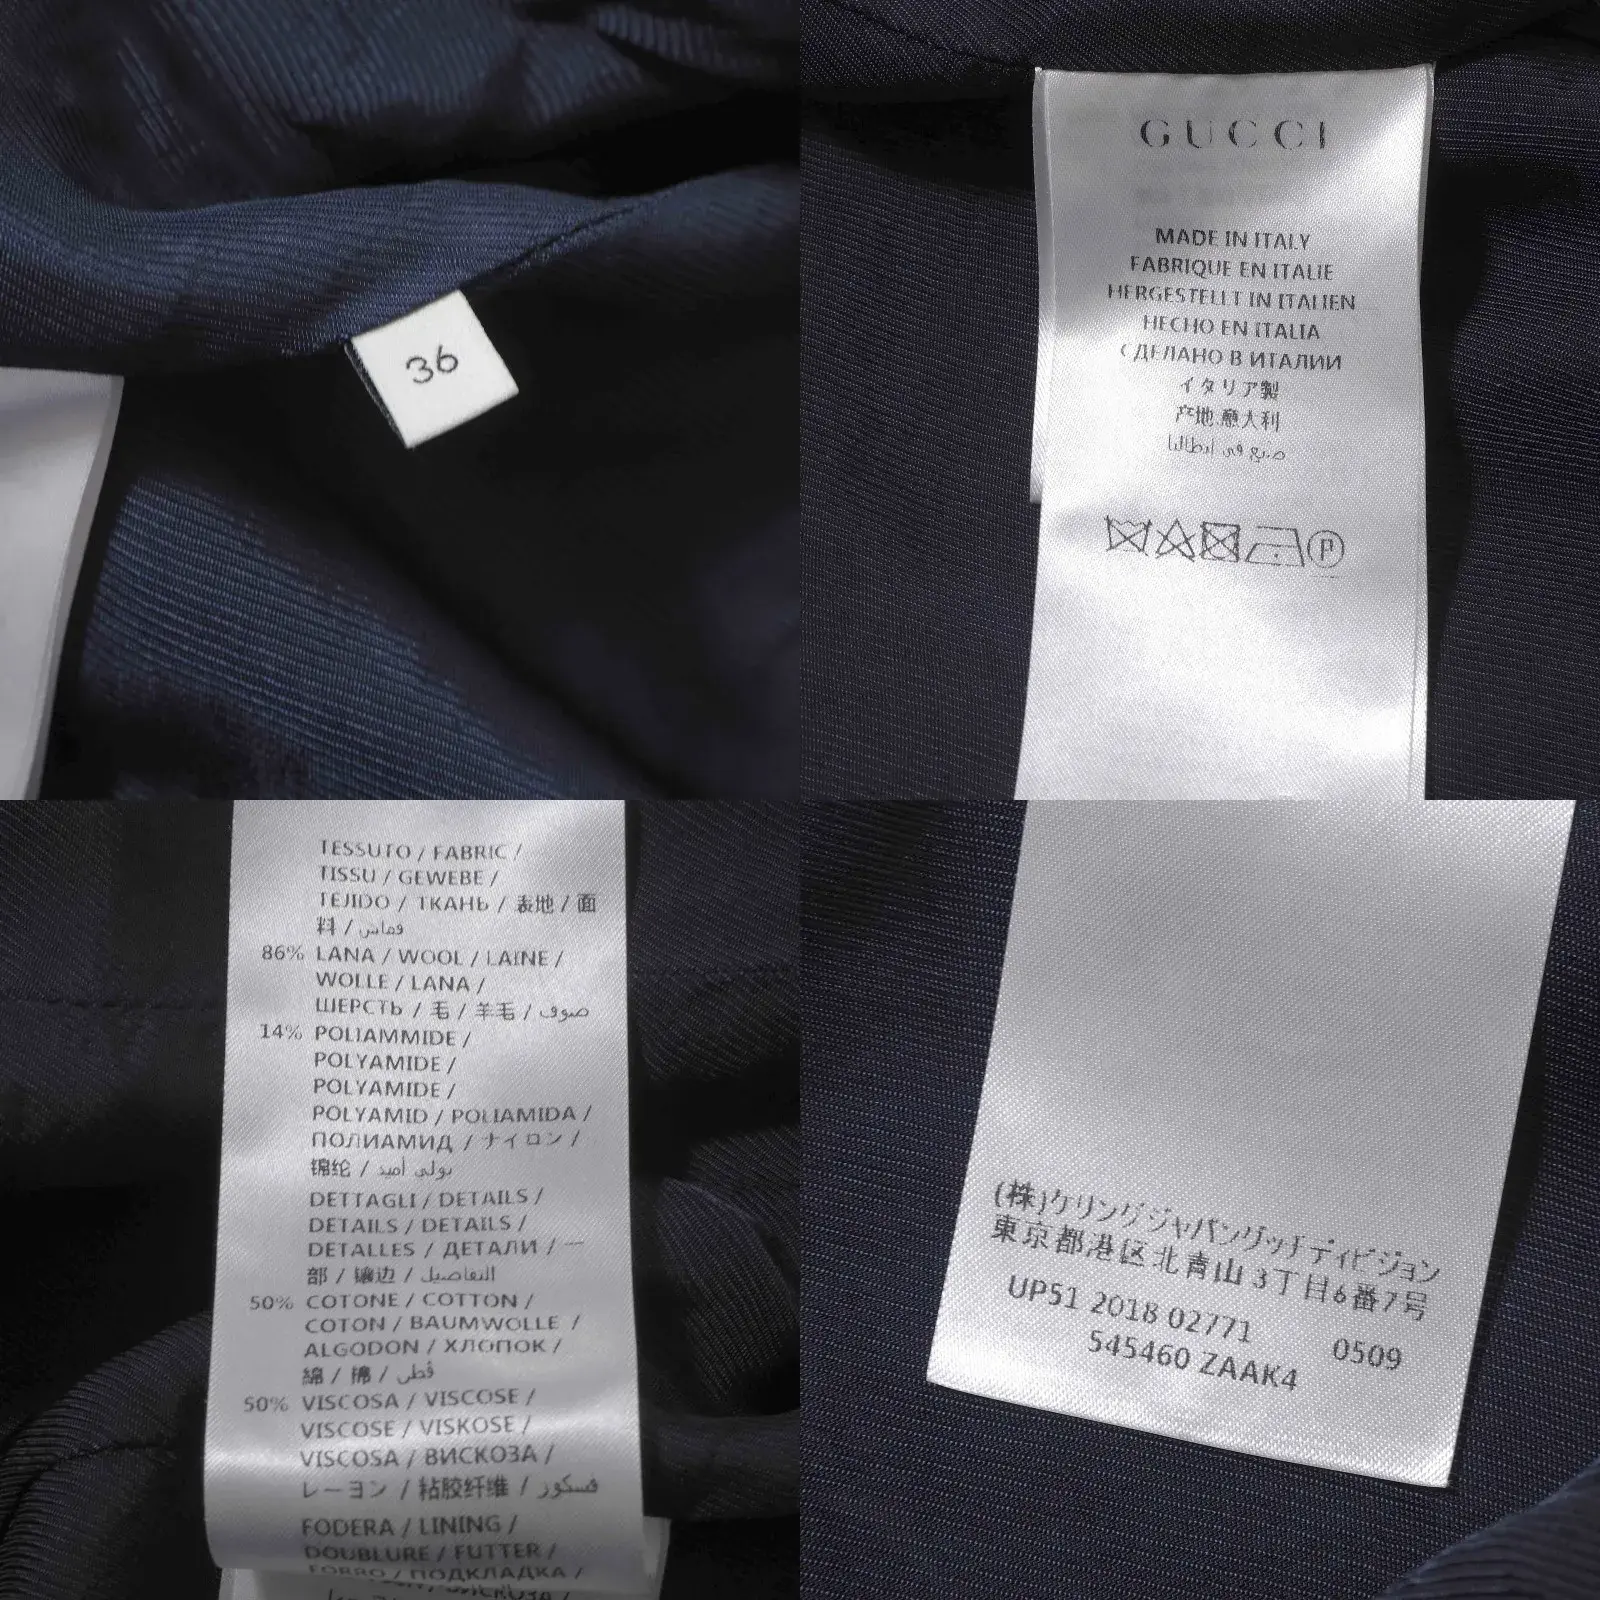 36
GUCCI
MADE IN ITALY
FABRIQUE EN ITALIE
HERGESTELLT IN ITALIEN
HECHO EN ITALIA
СДЕЛАНО В ИТАЛИИ
イタリア製
产地 意大利
صنع في إيطاليا
P
TESSUTO / FABRIC /
TISSU / GEWEBE /
TEJIDO / ТКАНЬ / 表地 / 面
料 / قماش
86% LANA / WOOL / LAINE /
WOLLE / LANA /
ШЕРСТЬ / 毛 / 羊毛 / صوف
14% POLIAMMIDE /
POLYAMIDE /
POLYAMIDE /
POLYAMID / POLIAMIDA /
ПОЛИАМИД / ナイロン /
锦纶 / بولي أميد
DETTAGLI / DETAILS /
DETAILS / DETAILS /
DETALLES / ДЕТАЛИ / 一
部 / 镶边 / التفاصيل
50% COTONE / COTTON /
COTON / BAUMWOLLE /
ALGODON / ХЛОПОК /
綿 / 棉 / قطن
50% VISCOSA / VISCOSE /
VISCOSE / VISKOSE /
VISCOSA / ВИСКОЗА /
レーヨン / 粘胶纤维 / فسكوز
FODERA / LINING /
DOUBLURE / FUTTER /
FORRO / ПОДКЛАДКА /
(株)ケリングジャパングッチディビジョン
東京都港区北青山3丁目6番7号
UP51 2018 02771 0509
545460 ZAAK4